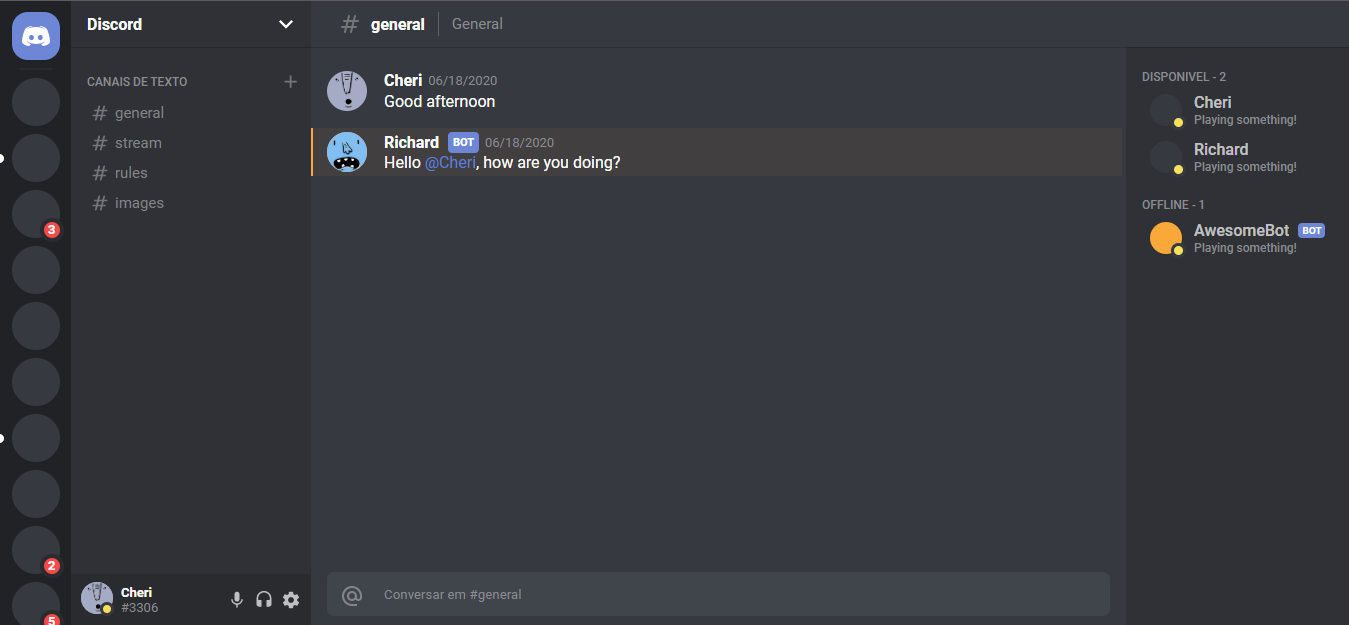 Discord
CANAIS DE TEXTO +
# general
# stream
# rules
# images
3
2
5
Cheri
#3306
# general General
Cheri 06/18/2020
Good afternoon
Richard BOT 06/18/2020
Hello @Cheri, how are you doing?
@ Conversar em #general
DISPONIVEL - 2
Cheri
Playing something!
Richard
Playing something!
OFFLINE - 1
AwesomeBot BOT
Playing something!